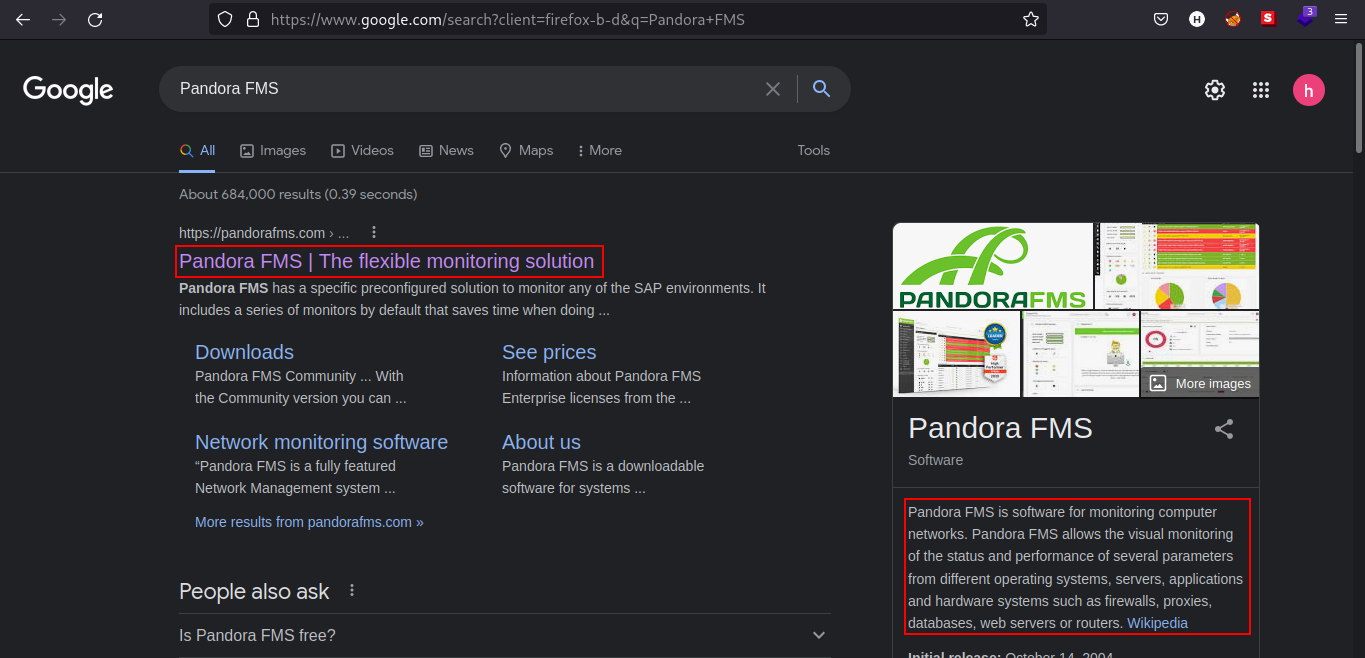 https://www.google.com/search?client=firefox-b-d&q=Pandora+FMS
H
S
3
Google
Pandora FMS
h
All
Images
Videos
News
Maps
More
Tools
About 684,000 results (0.39 seconds)
https://pandorafms.com › ...
Pandora FMS | The flexible monitoring solution
Pandora FMS has a specific preconfigured solution to monitor any of the SAP environments. It
includes a series of monitors by default that saves time when doing ...
Downloads
Pandora FMS Community ... With
the Community version you can ...
See prices
Information about Pandora FMS
Enterprise licenses from the ...
Network monitoring software
“Pandora FMS is a fully featured
Network Management system ...
About us
Pandora FMS is a downloadable
software for systems ...
More results from pandorafms.com »
People also ask
Is Pandora FMS free?
PANDORAFMS
More images
Pandora FMS
Software
Pandora FMS is software for monitoring computer
networks. Pandora FMS allows the visual monitoring
of the status and performance of several parameters
from different operating systems, servers, applications
and hardware systems such as firewalls, proxies,
databases, web servers or routers. Wikipedia
Initial release: October 14, 2004